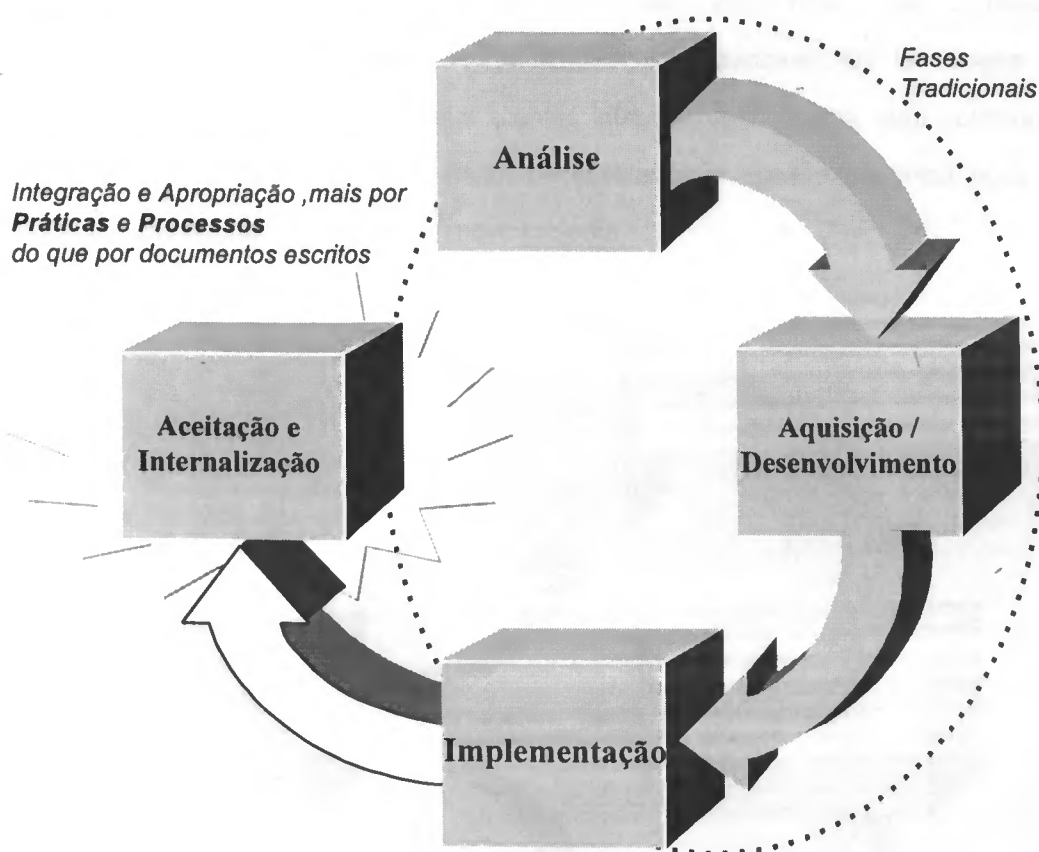 Fases
Tradicionais
Análise
Integração e Apropriação ,mais por
Práticas e Processos
do que por documentos escritos
Aceitação e
Internalização
Aquisição /
Desenvolvimento
Implementação